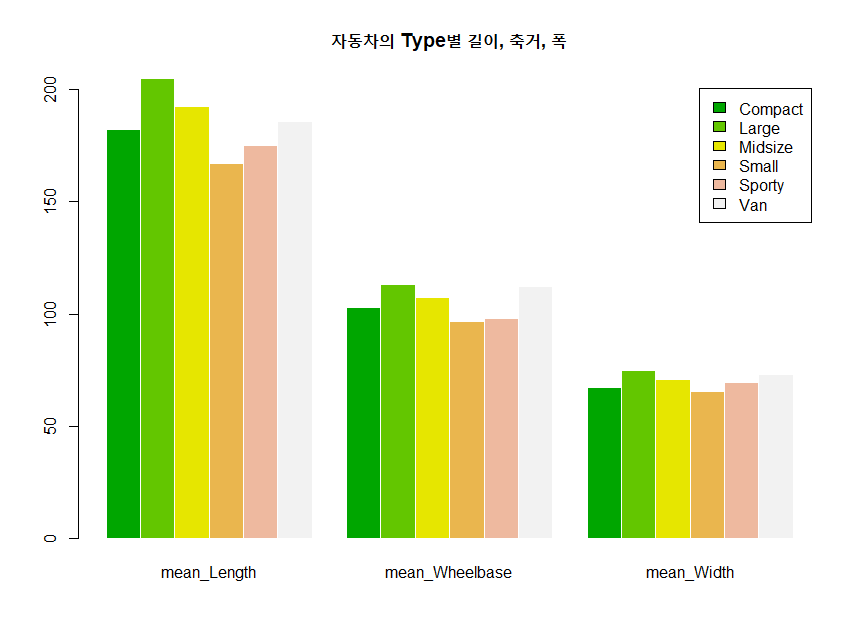 자동차의 Type별 길이, 축거, 폭
200
150
100
50
0
Compact
Large
Midsize
Small
Sporty
Van
mean_Length
mean_Wheelbase
mean_Width